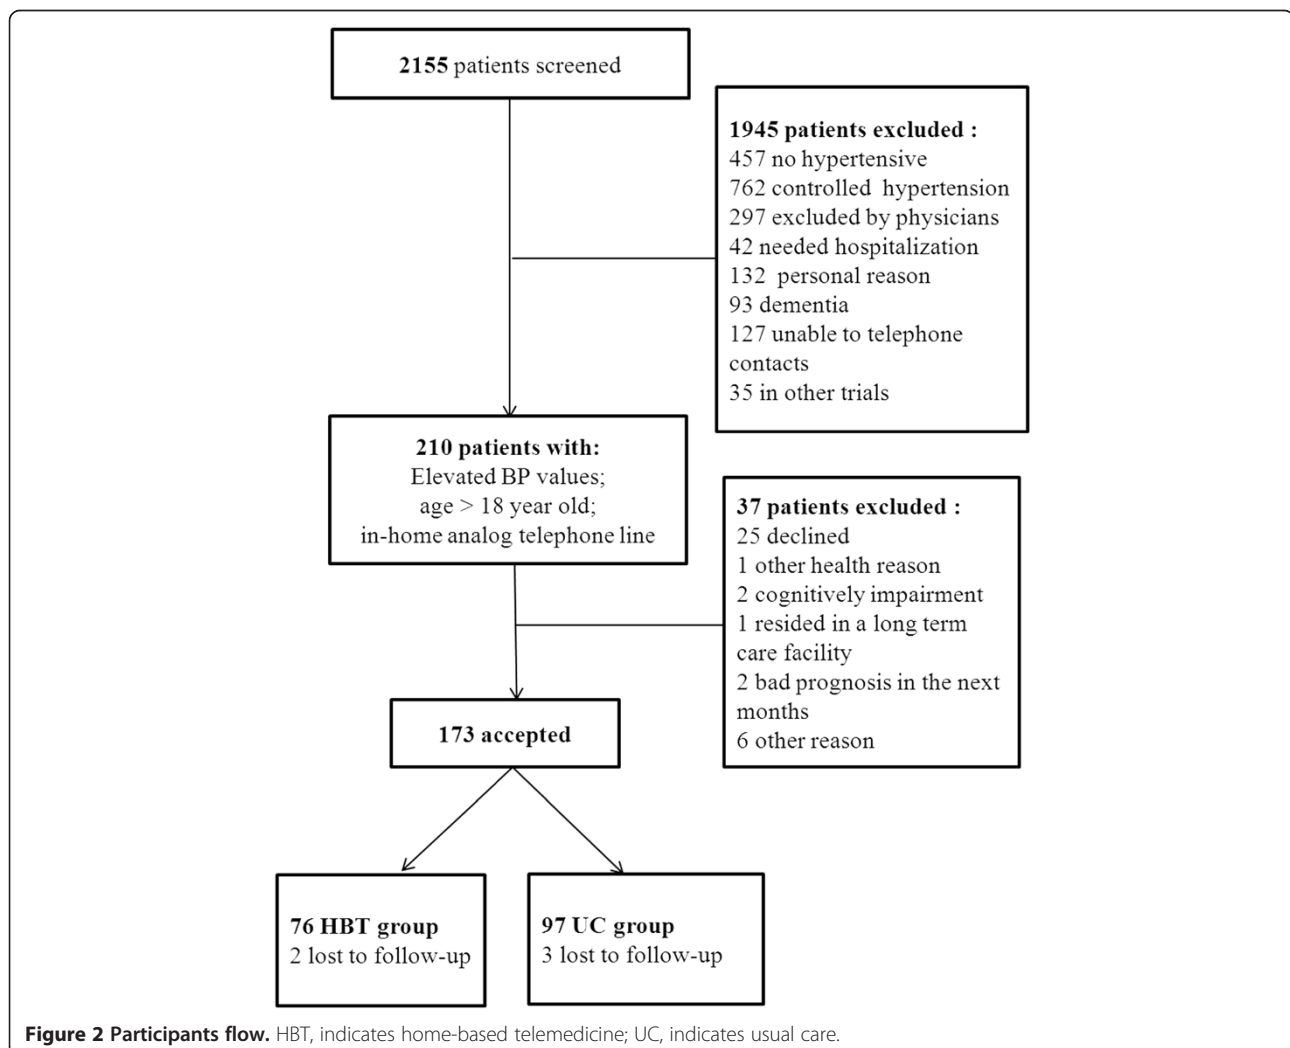 2155 patients screened
1945 patients excluded :
457 no hypertensive
762 controlled hypertension
297 excluded by physicians
42 needed hospitalization
132 personal reason
93 dementia
127 unable to telephone
contacts
35 in other trials
210 patients with:
Elevated BP values;
age > 18 year old;
in-home analog telephone line
37 patients excluded :
25 declined
1 other health reason
2 cognitively impairment
1 resided in a long term
care facility
2 bad prognosis in the next
months
6 other reason
173 accepted
76 HBT group
2 lost to follow-up
97 UC group
3 lost to follow-up
Figure 2 Participants flow. HBT, indicates home-based telemedicine; UC, indicates usual care.